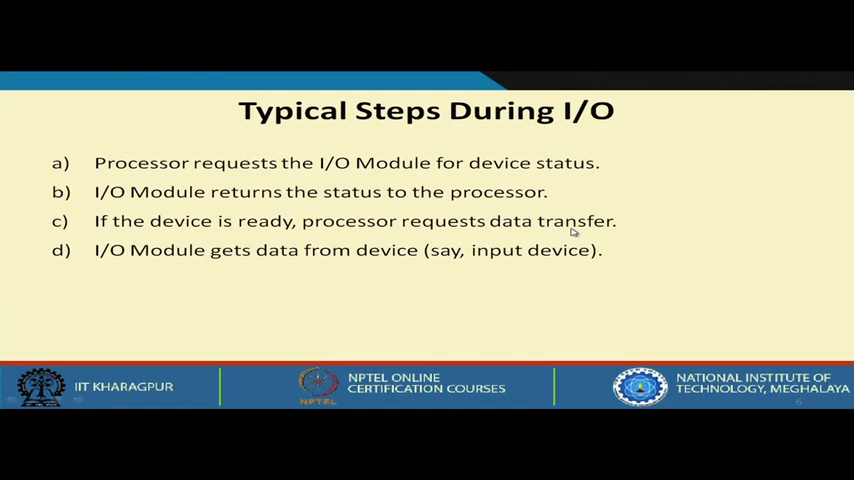 Typical Steps During I/O
a) Processor requests the I/O Module for device status.
b) I/O Module returns the status to the processor.
c) If the device is ready, processor requests data transfer.
d) I/O Module gets data from device (say, input device).
IIT KHARAGPUR
NPTEL
NPTEL ONLINE
CERTIFICATION COURSES
NATIONAL INSTITUTE OF
TECHNOLOGY, MEGHALAYA
6